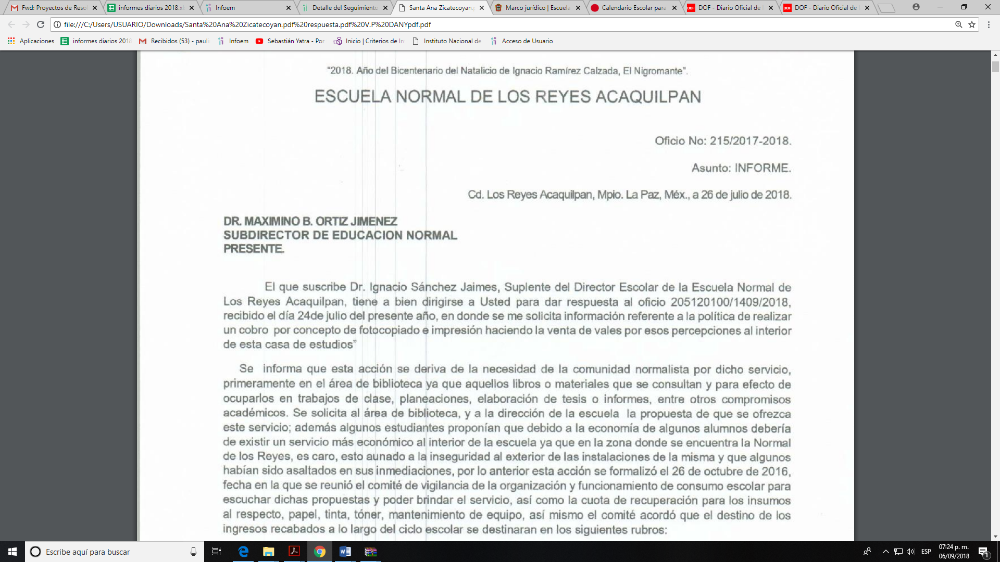 Fwd: Proyectos de Resol
informes diarios 2018.xl
Infoem
Detalle del Seguimiento
Santa Ana Zicatecoyan.p
Marco jurídico | Escuela
Calendario Escolar para
DOF - Diario Oficial de l
DOF - Diario Oficial de l
file:///C:/Users/USUARIO/Downloads/Santa%20Ana%20Zicatecoyan.pdf%20respuesta.pdf%20V.P%20DANYpdf.pdf
Aplicaciones
informes diarios 2018
Recibidos (53) - pauli
Infoem
Sebastián Yatra - Por
Inicio | Criterios de In
Instituto Nacional de
Acceso de Usuario
"2018. Año del Bicentenario del Natalicio de Ignacio Ramírez Calzada, El Nigromante".
ESCUELA NORMAL DE LOS REYES ACAQUILPAN
Oficio No: 215/2017-2018.
Asunto: INFORME.
Cd. Los Reyes Acaquilpan, Mpio. La Paz, Méx., a 26 de julio de 2018.
DR. MAXIMINO B. ORTIZ JIMENEZ
SUBDIRECTOR DE EDUCACION NORMAL
PRESENTE.
El que suscribe Dr. Ignacio Sánchez Jaimes, Suplente del Director Escolar de la Escuela Normal de
Los Reyes Acaquilpan, tiene a bien dirigirse a Usted para dar respuesta al oficio 205120100/1409/2018,
recibido el día 24de julio del presente año, en donde se me solicita información referente a la política de realizar
un cobro por concepto de fotocopiado e impresión haciendo la venta de vales por esos percepciones al interior
de esta casa de estudios"
Se informa que esta acción se deriva de la necesidad de la comunidad normalista por dicho servicio,
primeramente en el área de biblioteca ya que aquellos libros o materiales que se consultan y para efecto de
ocuparlos en trabajos de clase, planeaciones, elaboración de tesis o informes, entre otros compromisos
académicos. Se solicita al área de biblioteca, y a la dirección de la escuela la propuesta de que se ofrezca
este servicio; además algunos estudiantes proponían que debido a la economía de algunos alumnos debería
de existir un servicio más económico al interior de la escuela ya que en la zona donde se encuentra la Normal
de los Reyes, es caro, esto aunado a la inseguridad al exterior de las instalaciones de la misma y que algunos
habían sido asaltados en sus inmediaciones, por lo anterior esta acción se formalizó el 26 de octubre de 2016,
fecha en la que se reunió el comité de vigilancia de la organización y funcionamiento de consumo escolar para
escuchar dichas propuestas y poder brindar el servicio, así como la cuota de recuperación para los insumos
al respecto, papel, tinta, tóner, mantenimiento de equipo, así mismo el comité acordó que el destino de los
ingresos recabados a lo largo del ciclo escolar se destinaran en los siguientes rubros:
Escribe aquí para buscar
ESP
07:24 p. m.
06/09/2018
1